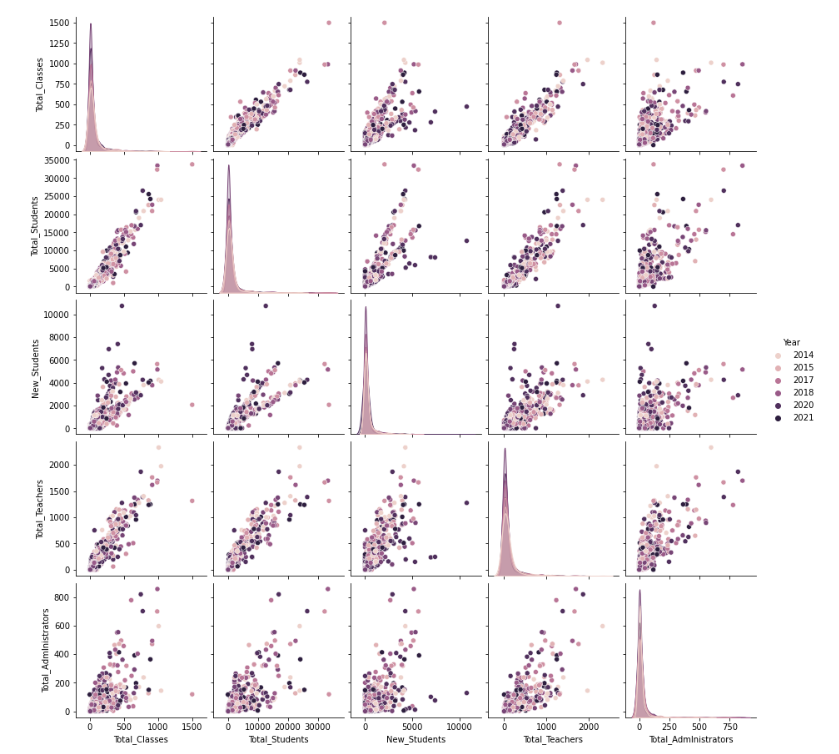 1500
1250
1000
750
500
250
0
Total_Classes
35000
30000
25000
20000
15000
10000
5000
0
Total_Students
10000
8000
6000
4000
2000
0
New_Students
Year
2014
2015
2017
2018
2020
2021
2000
1500
1000
500
0
Total_Teachers
800
600
400
200
0
Total_AdmInistrators
0 500 1000 1500
0 10000 20000 30000
0 5000 10000
0 1000 2000
0 250 500 750
Total_Classes
Total_Students
New_Students
Total_Teachers
Total_AdmInistrators